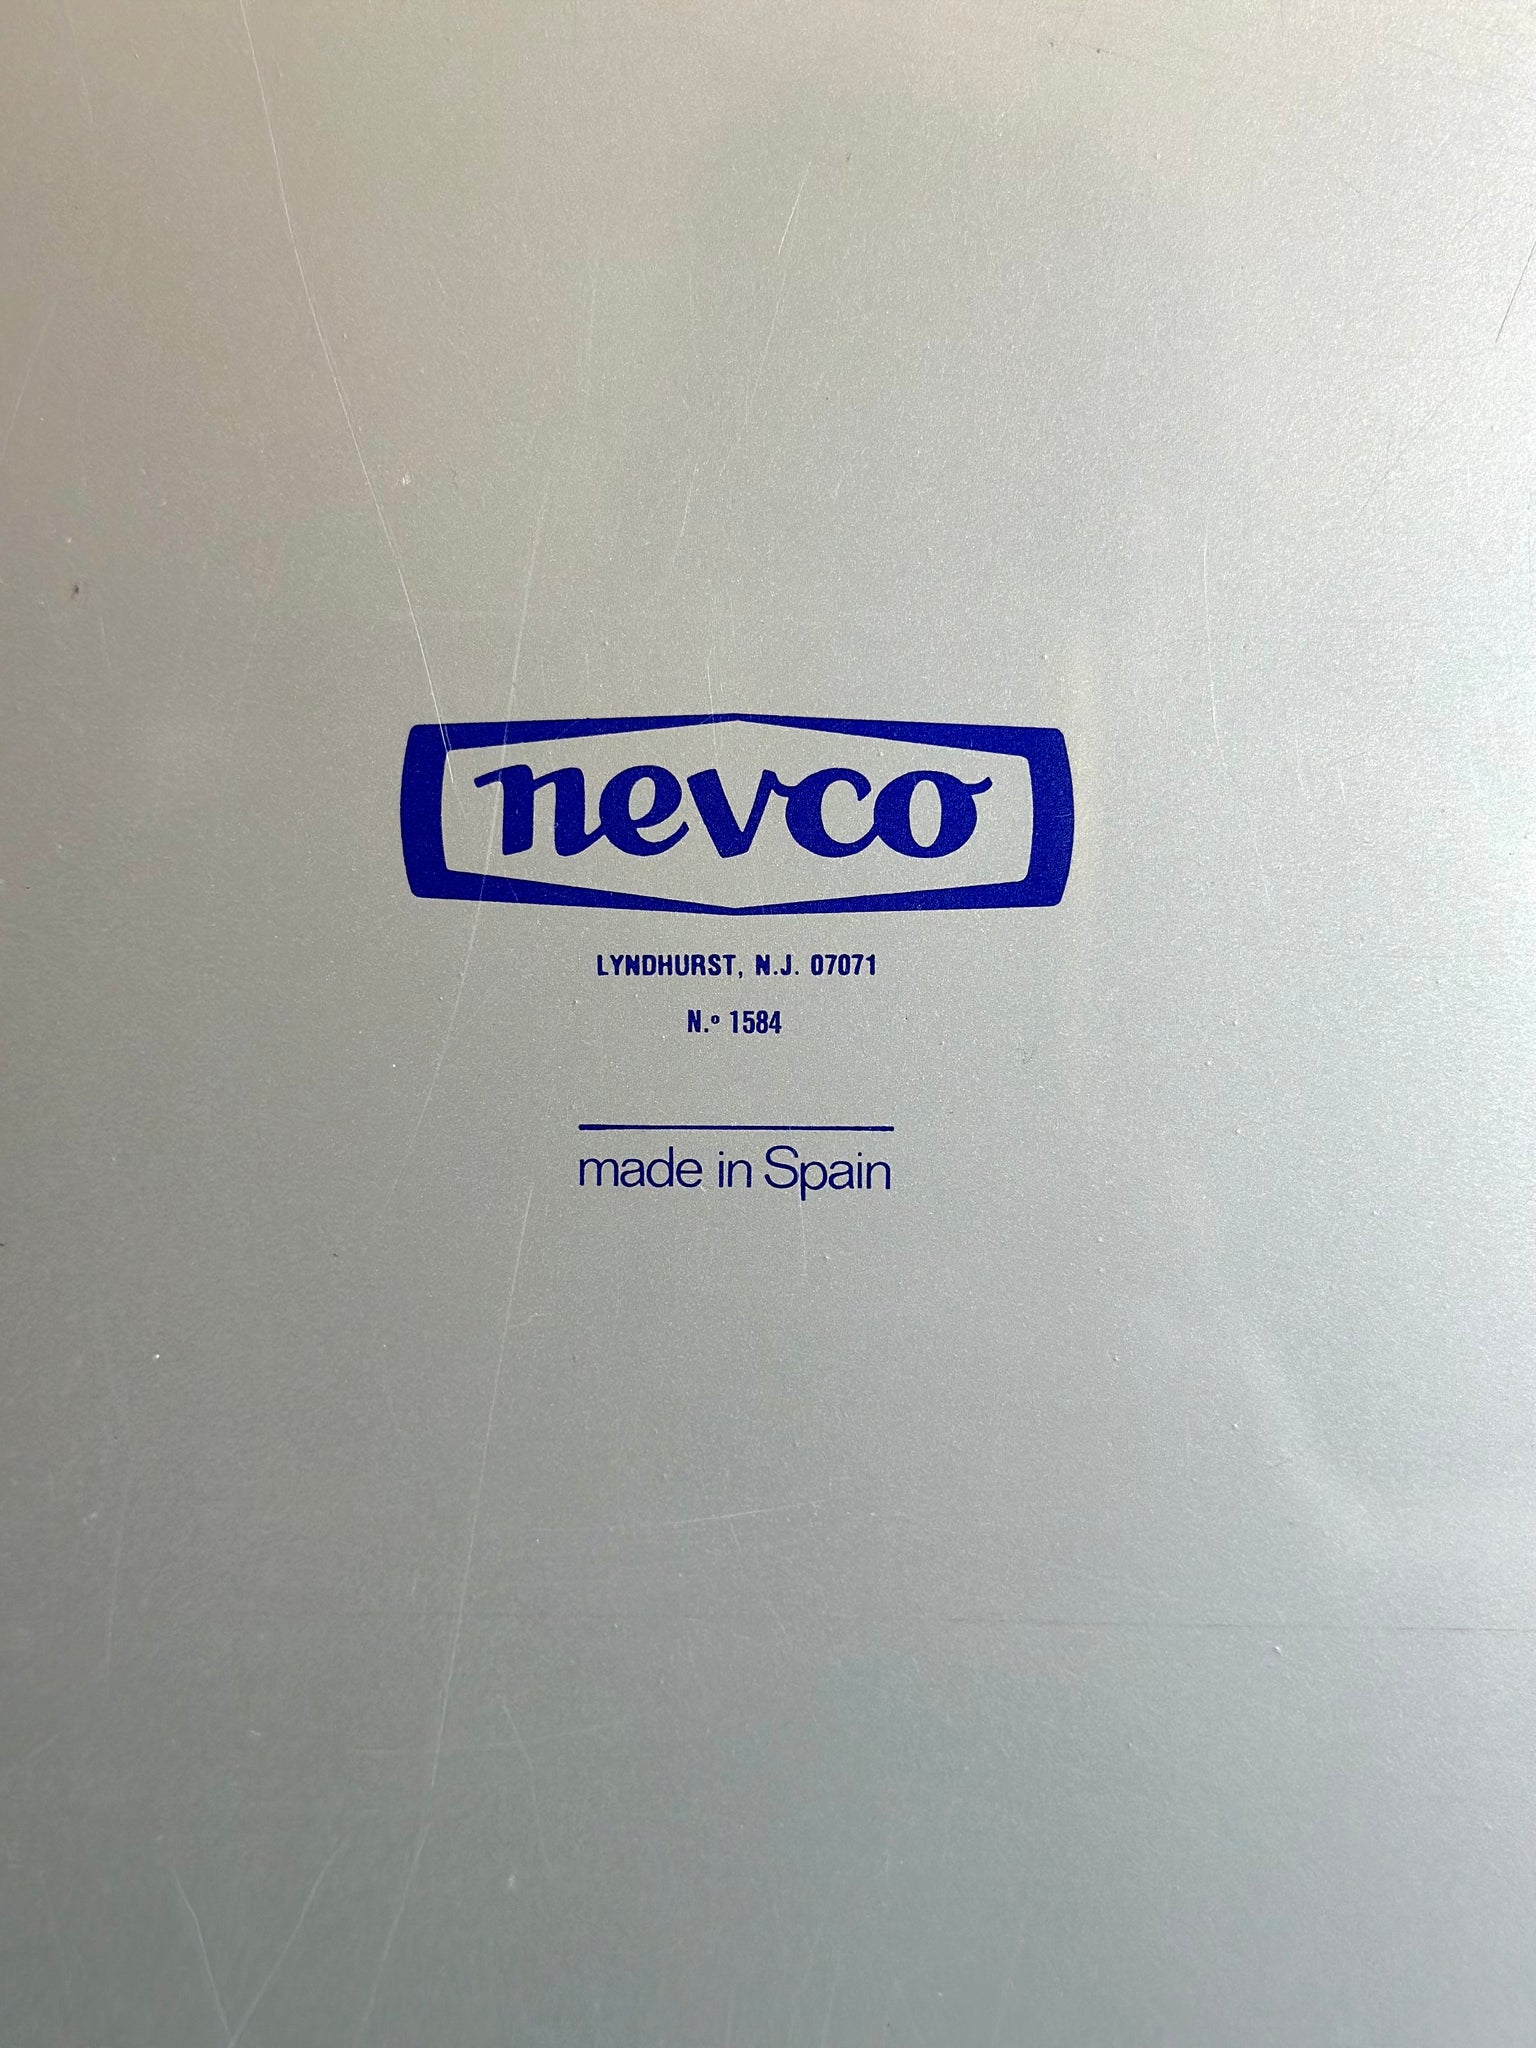 nevco
LYNDHURST, N.J. 07071
N.º 1584
made in Spain